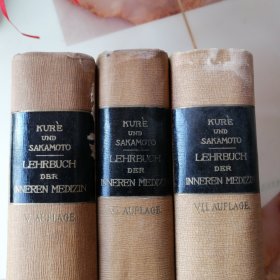 KURÈ
UND
SAKAMOTO
LEHRBUCH
DER
INNEREN MEDIZIN
AUFLAGE
KURÈ
UND
SAKAMOTO
LEHRBUCH
DER
INNEREN MEDIZIN
AUFLAGE
KURÈ
UND
SAKAMOTO
LEHRBUCH
DER
INNEREN MEDIZIN
VII. AUFLAGE.